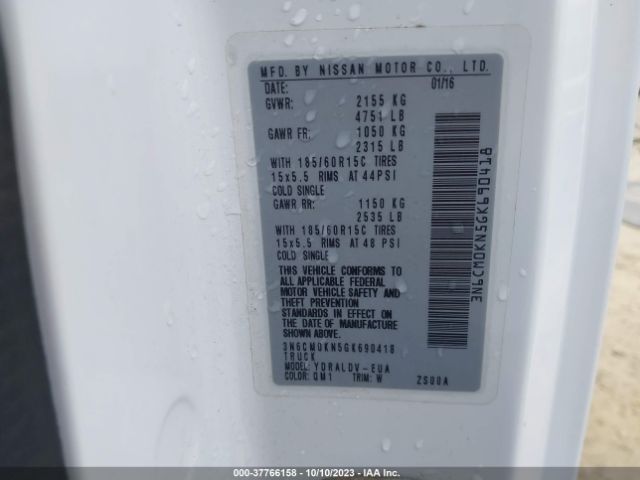 MFD. BY NISSAN MOTOR CO., LTD.
DATE: 01/16
GVWR: 2155 KG
4751 LB
GAWR FR: 1050 KG
2315 LB
WITH 185/60R15C TIRES
15x5.5 RIMS AT 44PSI
COLD SINGLE
GAWR RR: 1150 KG
2535 LB
WITH 185/60R15C TIRES
15x5.5 RIMS AT 48 PSI
COLD SINGLE
THIS VEHICLE CONFORMS TO
ALL APPLICABLE FEDERAL
MOTOR VEHICLE SAFETY AND
THEFT PREVENTION
STANDARDS IN EFFECT ON
THE DATE OF MANUFACTURE
SHOWN ABOVE.
3N6CM0KN5GK690418
TRUCK
MODEL: YDRALDV-EUA
COLOR: QM1 TRIM: W 2S00A
3N6CM0KN5GK690418
000-37766158 - 10/10/2023 - IAA Inc.